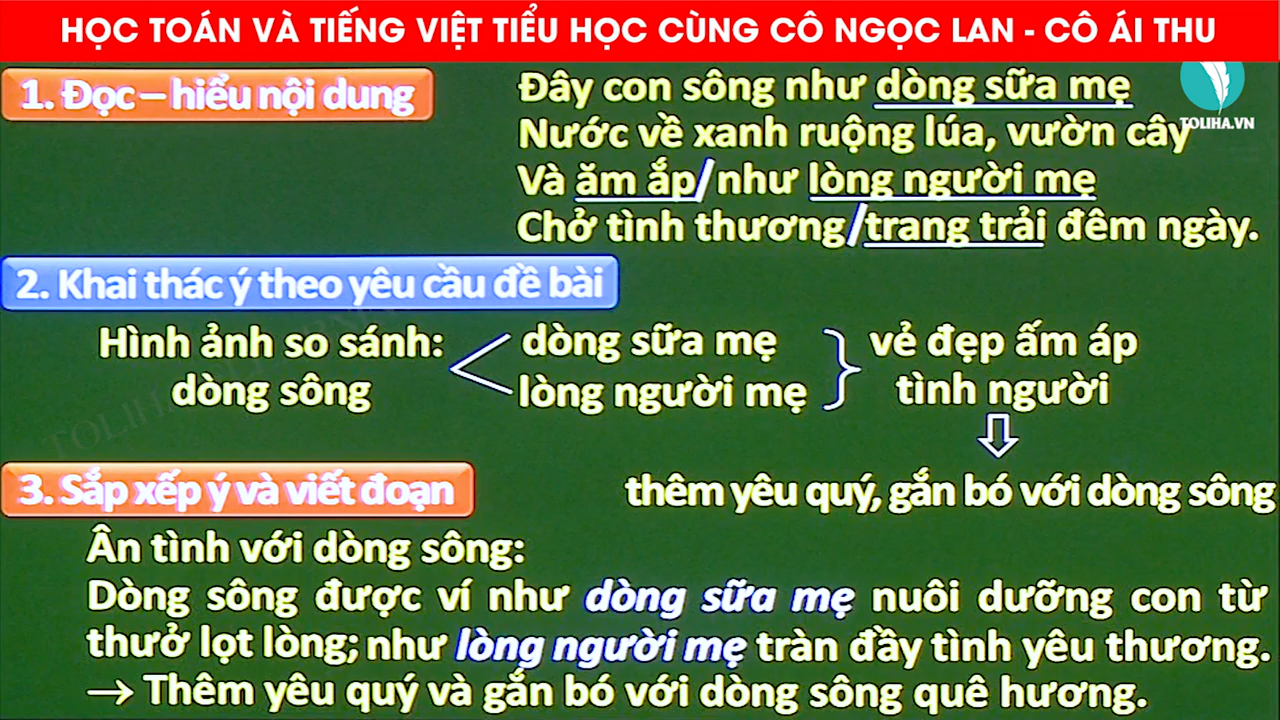 HỌC TOÁN VÀ TIẾNG VIỆT TIỂU HỌC CÙNG CÔ NGỌC LAN - CÔ ÁI THU
TOLIHA.VN
1. Đọc – hiểu nội dung
Đây con sông như dòng sữa mẹ
Nước về xanh ruộng lúa, vườn cây
Và ăm ắp/như lòng người mẹ
Chở tình thương/trang trải đêm ngày.
2. Khai thác ý theo yêu cầu đề bài
Hình ảnh so sánh:
dòng sông
dòng sữa mẹ
lòng người mẹ
vẻ đẹp ấm áp
tình người
thêm yêu quý, gắn bó với dòng sông
3. Sắp xếp ý và viết đoạn
Ân tình với dòng sông:
Dòng sông được ví như dòng sữa mẹ nuôi dưỡng con từ
thưở lọt lòng; như lòng người mẹ tràn đầy tình yêu thương.
→ Thêm yêu quý và gắn bó với dòng sông quê hương.